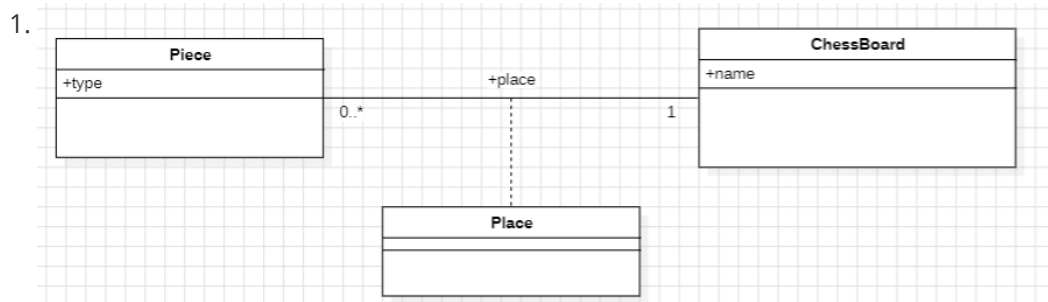 1.
Piece
+type
0..*
+place
1
ChessBoard
+name
Place